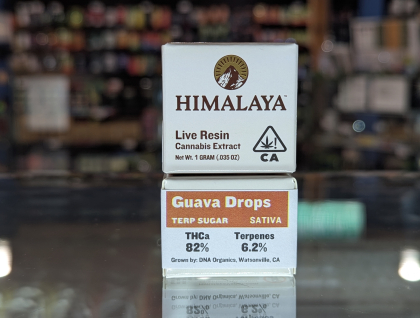 HIMALAYA™
Live Resin
Cannabis Extract
Net Wt. 1 GRAM (.035 OZ)
CA
Guava Drops
TERP SUGAR SATIVA
THCa Terpenes
82% 6.2%
Grown by: DNA Organics, Watsonville, CA